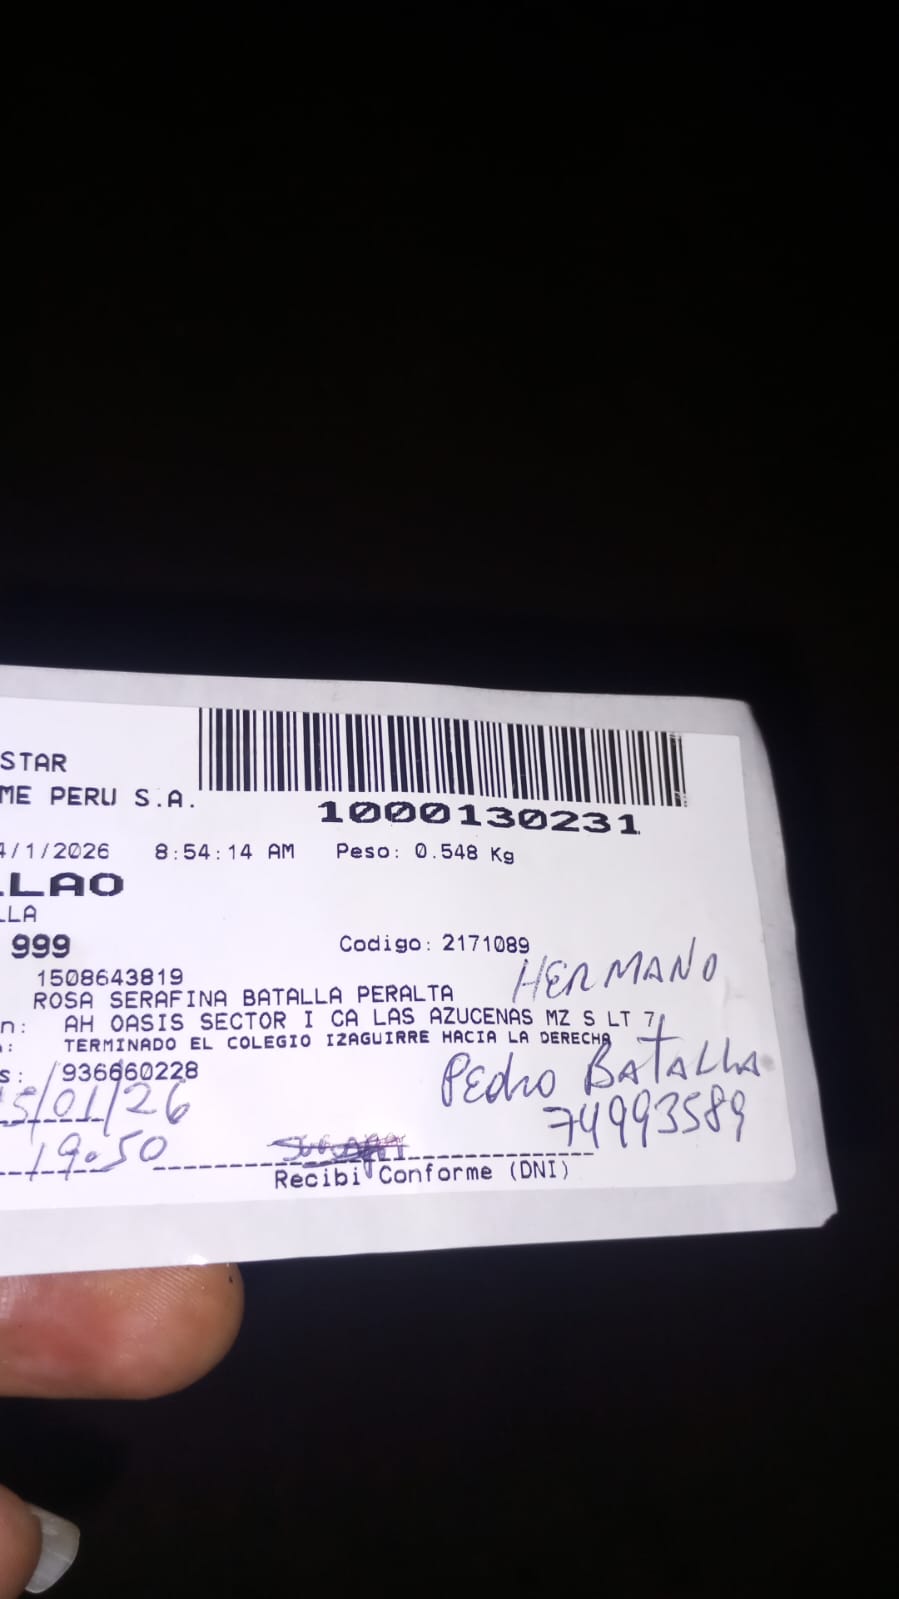 STAR
ME PERU S.A.
1000130231
4/1/2026 8:54:14 AM Peso: 0.548 Kg
LLAO
LLA
999 Codigo: 2171089
HERMANO
1508643819
ROSA SERAFINA BATALLA PERALTA
n: AH OASIS SECTOR I CA LAS AZUCENAS MZ S LT 7
: TERMINADO EL COLEGIO IZAGUIRRE HACIA LA DERECHA
s: 936660228
PEdro BATALLA
15/01/26
74993589
19:50
Recibi Conforme (DNI)